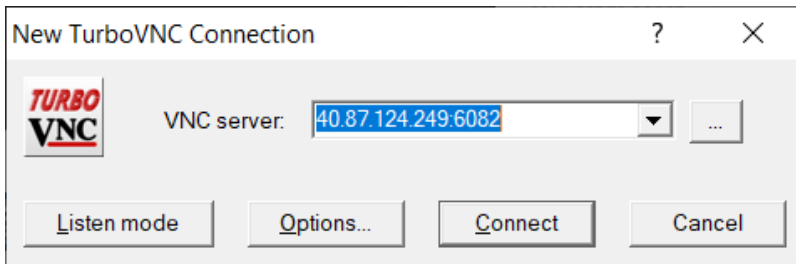 New TurboVNC Connection ? X
TURBO
VNC
VNC server: 40.87.124.249:6082 ...
Listen mode Options... Connect Cancel